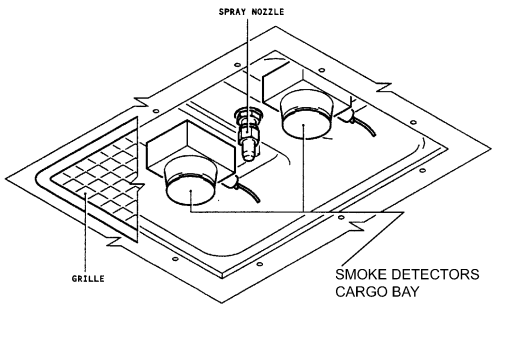 SPRAY NOZZLE
GRILLE
SMOKE DETECTORS
CARGO BAY